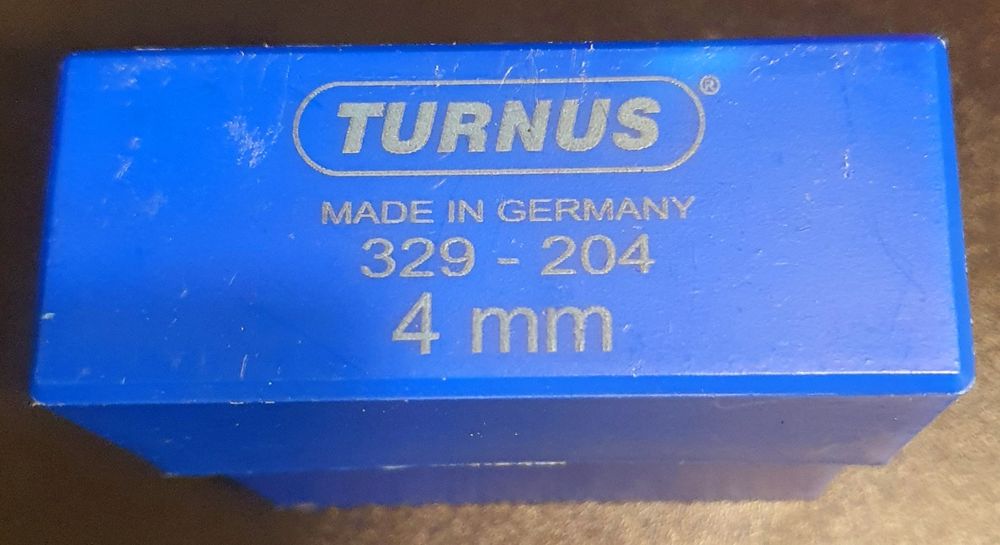 TURNUS®
MADE IN GERMANY
329 - 204
4 mm